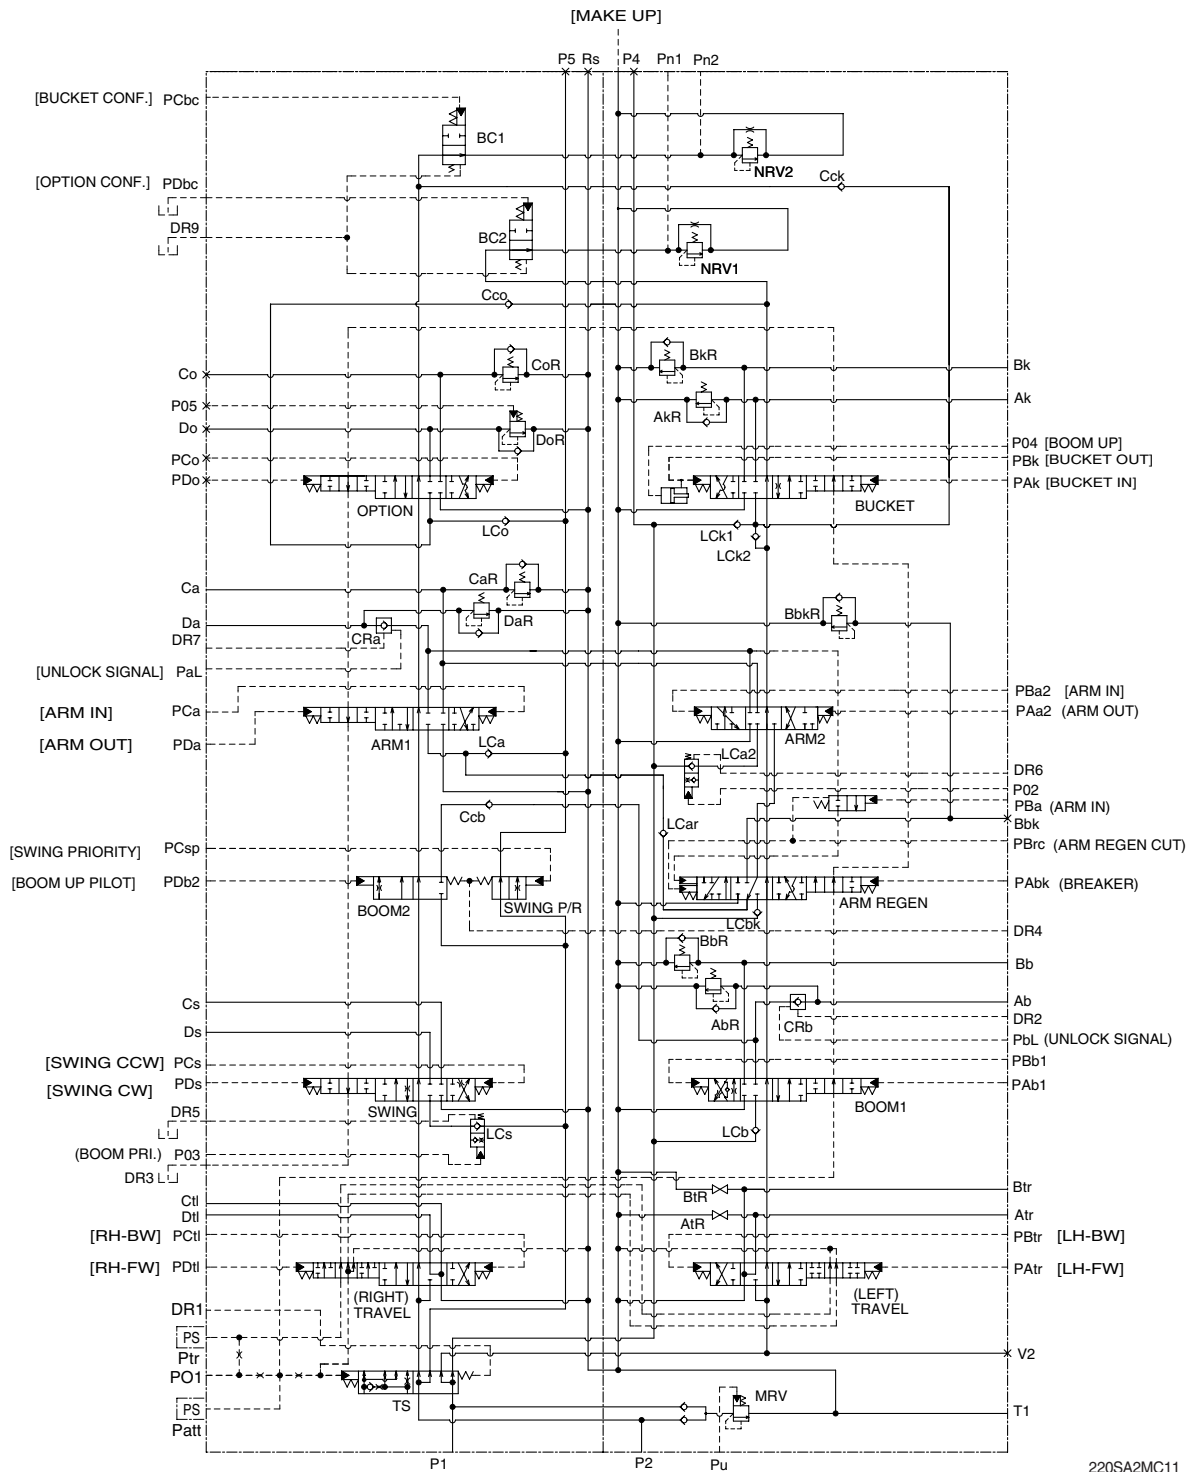 [MAKE UP]
P5 Rs P4 Pn1 Pn2
[BUCKET CONF.] PCbc
BC1
NRV2
[OPTION CONF.] PDbc
Cck
DR9
BC2
NRV1
Cco
Co
CoR
BkR
Bk
P05
AkR
Ak
Do
DoR
P04 [BOOM UP]
PCo
PBk [BUCKET OUT]
PDo
PAk [BUCKET IN]
OPTION
BUCKET
LCo
LCk1
LCk2
Ca
CaR
Da
DaR
BbkR
DR7
CRa
[UNLOCK SIGNAL] PaL
PBa2 [ARM IN]
[ARM IN] PCa
PAa2 (ARM OUT)
[ARM OUT] PDa
ARM1
LCa
LCa2
ARM2
DR6
P02
Ccb
PBa (ARM IN)
LCar
Bbk
[SWING PRIORITY] PCsp
PBrc (ARM REGEN CUT)
[BOOM UP PILOT] PDb2
PAbk (BREAKER)
BOOM2
SWING P/R
ARM REGEN
LCbk
DR4
BbR
Bb
Cs
Ab
AbR
CRb
DR2
Ds
PbL (UNLOCK SIGNAL)
[SWING CCW] PCs
PBb1
[SWING CW] PDs
PAb1
SWING
BOOM1
DR5
LCs
LCb
(BOOM PRI.) P03
DR3
Ctl
BtR
Btr
Dtl
AtR
Atr
[RH-BW] PCtl
PBtr [LH-BW]
[RH-FW] PDtl
PAtr [LH-FW]
(RIGHT)
TRAVEL
(LEFT)
TRAVEL
DR1
PS
Ptr
V2
PO1
TS
MRV
PS
T1
Patt
P1 P2 Pu
220SA2MC11